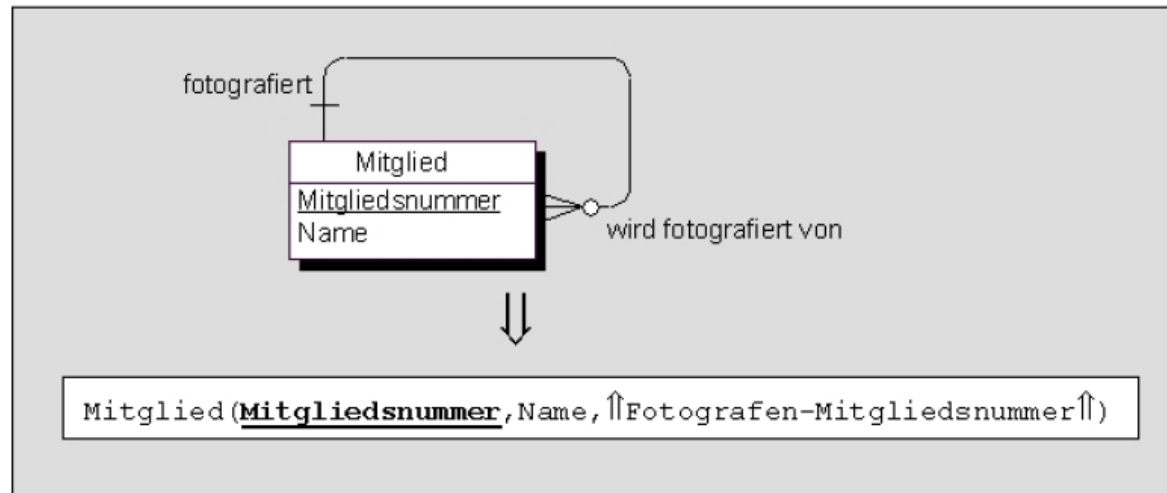 fotografiert
Mitglied
Mitgliedsnummer
Name
wird fotografiert von
Mitglied(Mitgliedsnummer,Name,⇑Fotografen-Mitgliedsnummer⇑)